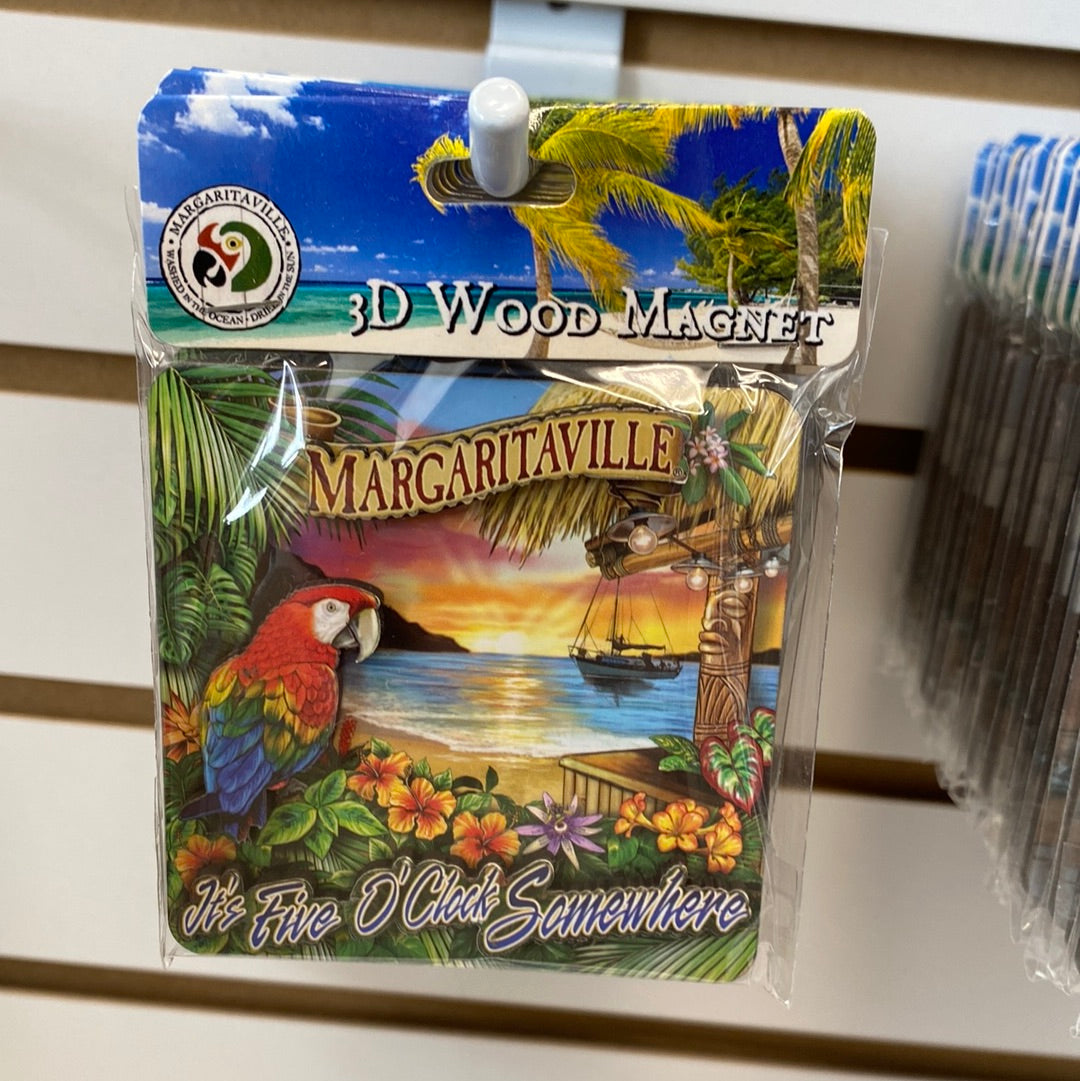 MARGARITAVILLE
WASHED IN THE OCEAN • DRIED IN THE SUN
3D WOOD MAGNET
MARGARITAVILLE®
It's Five O'Clock Somewhere